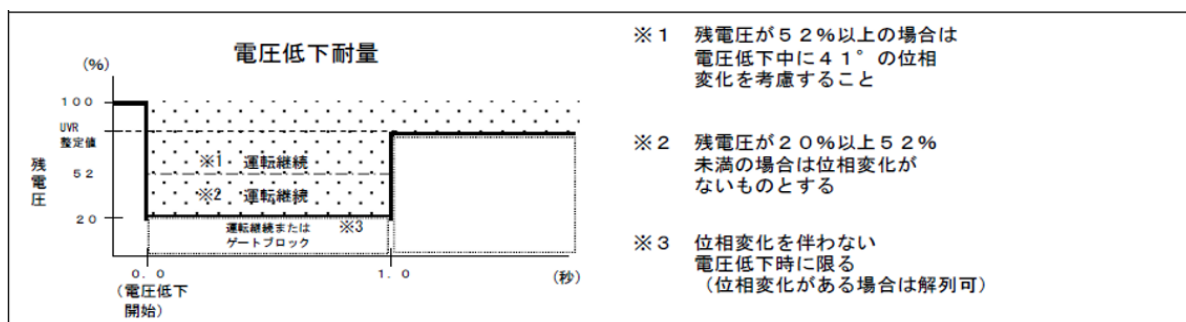 電圧低下耐量
(%)
100
UVR
整定値
52
20
残電圧
※1 運転継続
※2 運転継続
運転継続または ※3
ゲートブロック
0.0
1.0
(秒)
(電圧低下
開始)
※1 残電圧が52%以上の場合は
電圧低下中に41°の位相
変化を考慮すること
※2 残電圧が20%以上52%
未満の場合は位相変化が
ないものとする
※3 位相変化を伴わない
電圧低下時に限る
(位相変化がある場合は解列可)